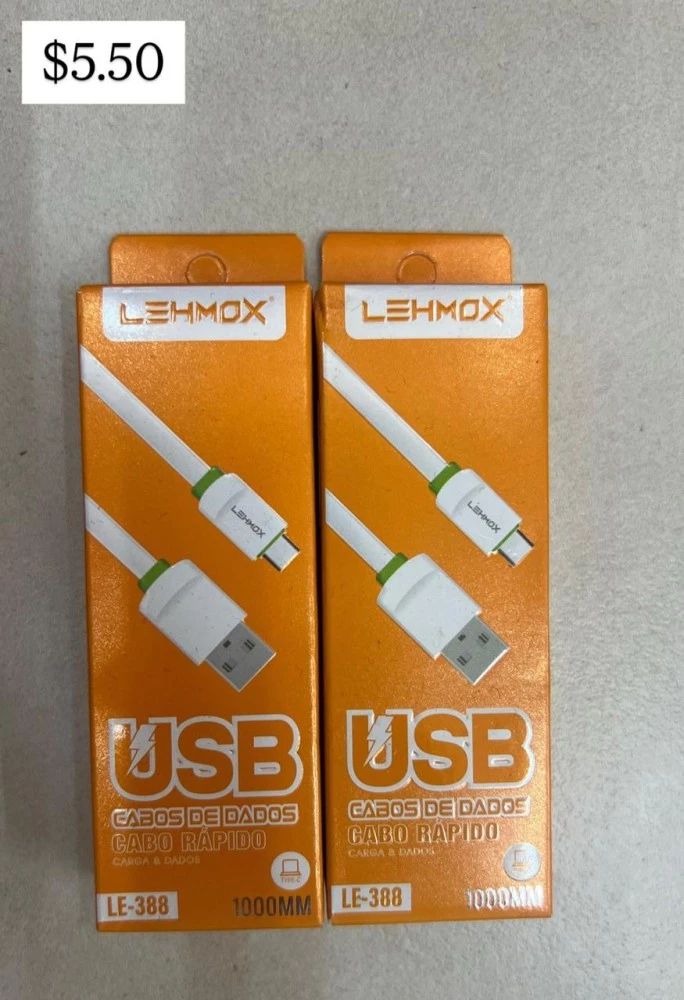 $5.50
LEHMOX
LEHMOX
USB
CABOS DE DADOS
CABO RÁPIDO
CARGA & DADOS
TYPE-C
LE-388
1000MM
LEHMOX
LEHMOX
USB
CABOS DE DADOS
CABO RÁPIDO
CARGA & DADOS
LE-388
1000MM